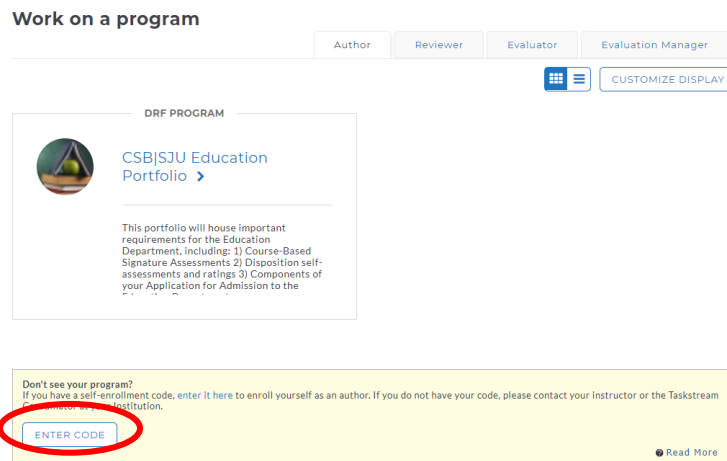 Work on a program
Author Reviewer Evaluator Evaluation Manager
CUSTOMIZE DISPLAY
DRF PROGRAM
CSB|SJU Education
Portfolio
This portfolio will house important
requirements for the Education
Department, including: 1) Course-Based
Signature Assessments 2) Disposition self-
assessments and ratings 3) Components of
your Application for Admission to the
Don't see your program?
If you have a self-enrollment code, enter it here to enroll yourself as an author. If you do not have your code, please contact your instructor or the Taskstream
at your Institution.
ENTER CODE
Read More